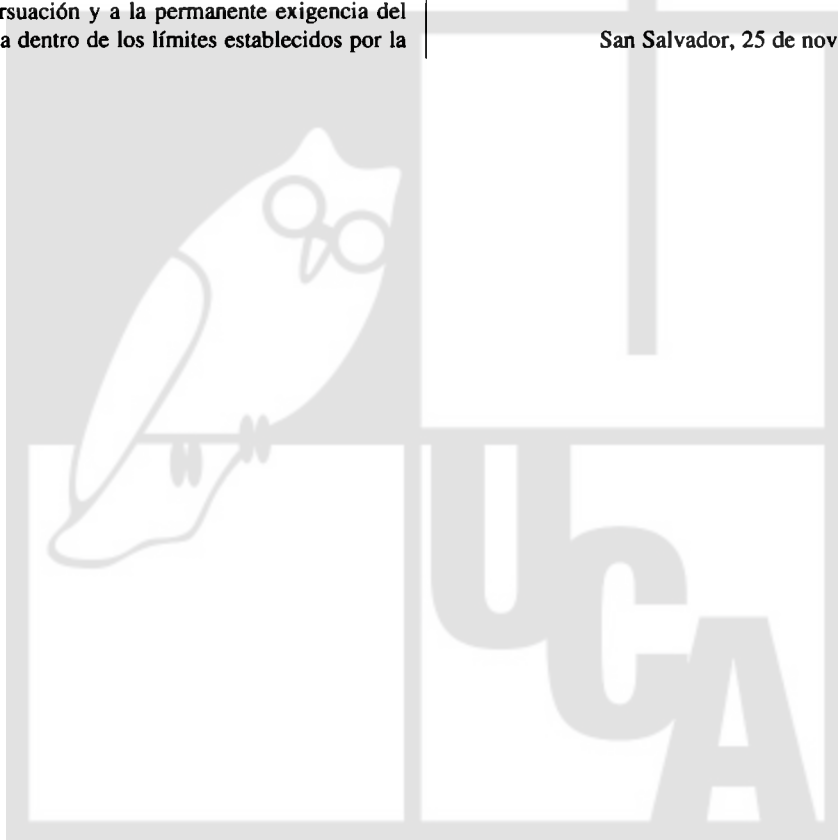 rsuación y a la permanente exigencia del
a dentro de los límites establecidos por la
San Salvador, 25 de nov
UCA